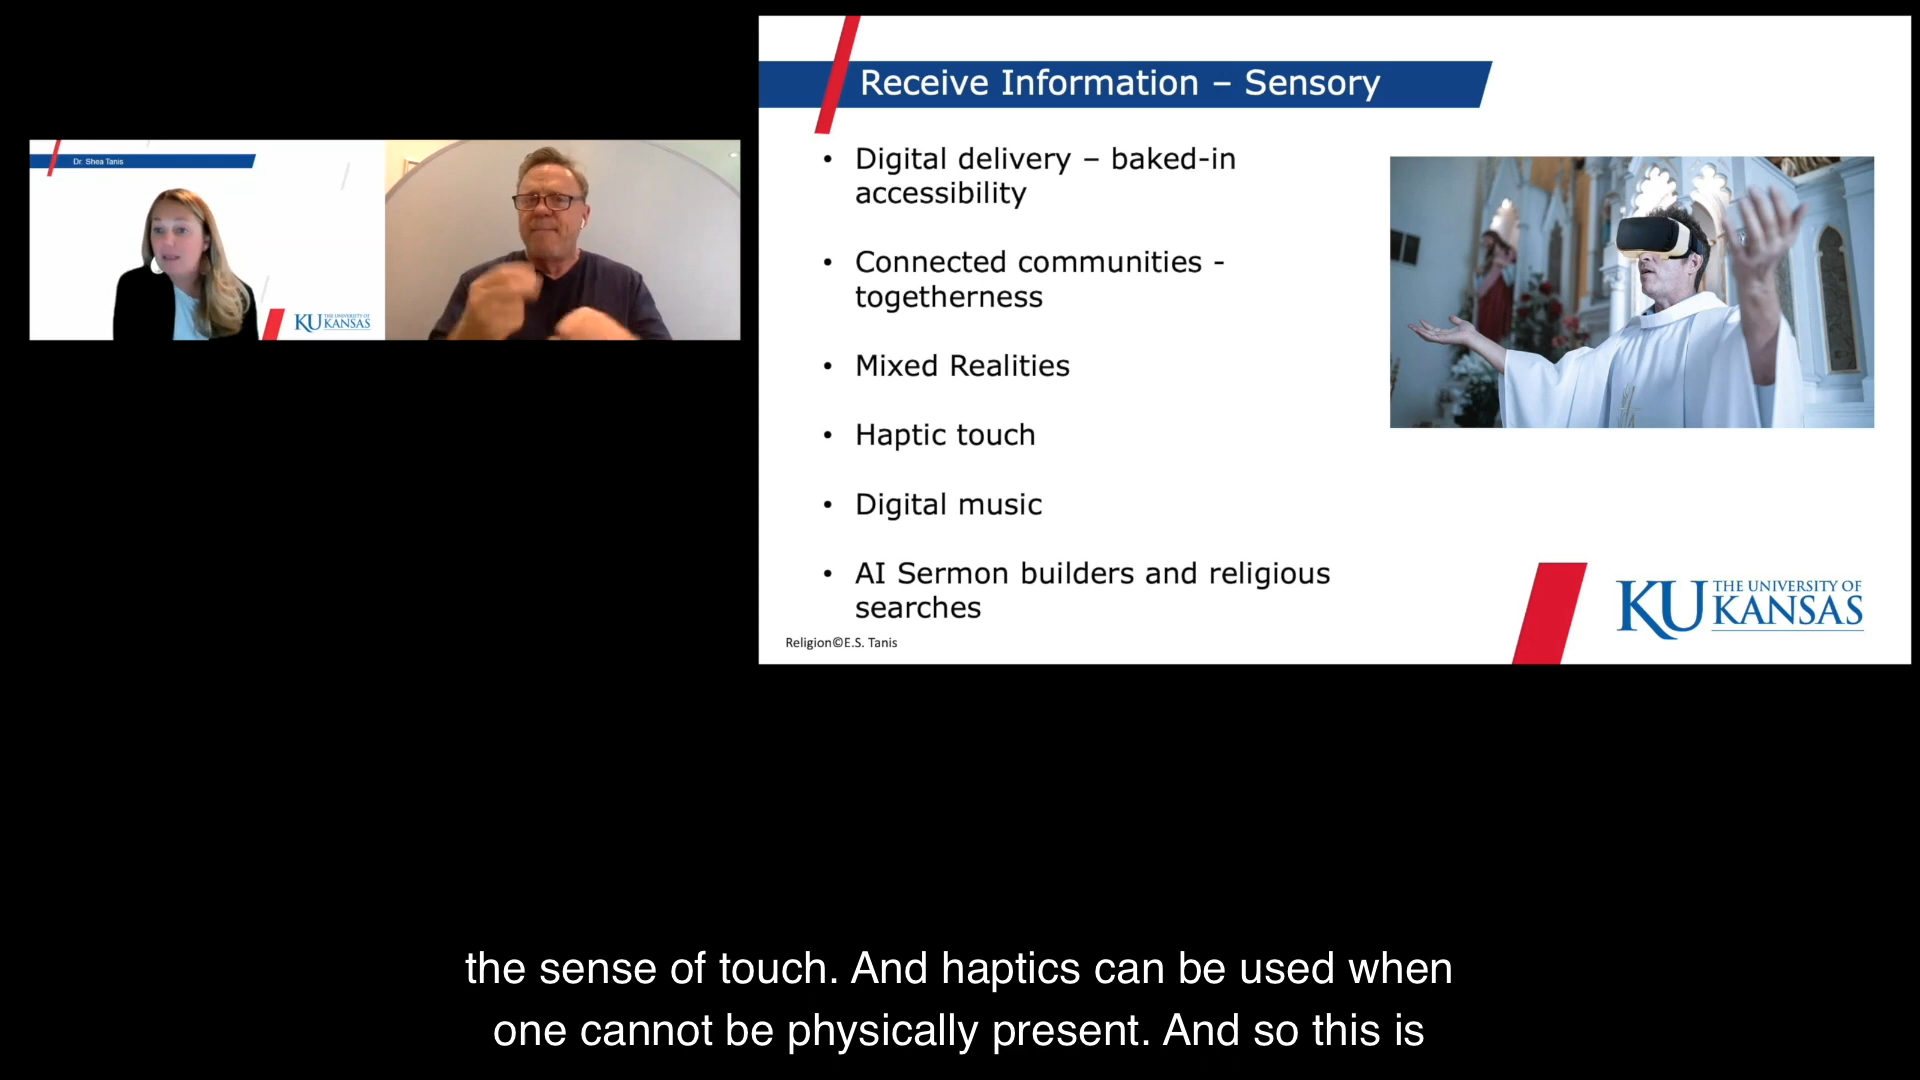 Dr. Shea Tanis
KU THE UNIVERSITY OF
KANSAS
Receive Information – Sensory
• Digital delivery – baked-in
accessibility
• Connected communities -
togetherness
• Mixed Realities
• Haptic touch
• Digital music
• AI Sermon builders and religious
searches
Religion©E.S. Tanis
KU THE UNIVERSITY OF
KANSAS
the sense of touch. And haptics can be used when
one cannot be physically present. And so this is